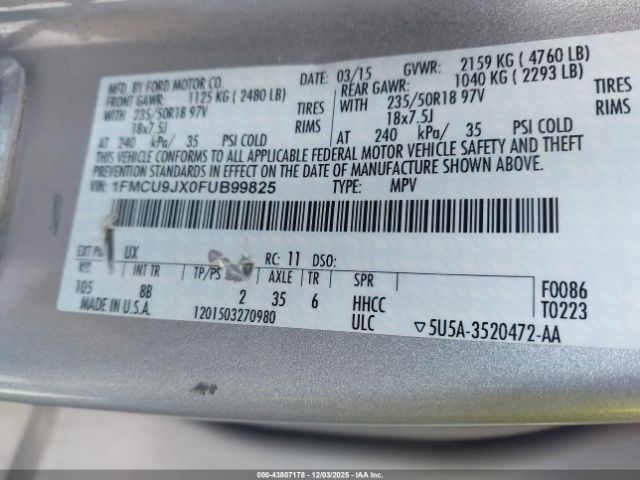 MFD. BY FORD MOTOR CO. DATE: 03/15 GVWR: 2159 KG ( 4760 LB)
FRONT GAWR: 1125 KG ( 2480 LB) REAR GAWR: 1040 KG ( 2293 LB)
WITH 235/50R18 97V TIRES WITH 235/50R18 97V TIRES
18x7.5J RIMS 18x7.5J RIMS
AT 240 kPa/ 35 PSI COLD AT 240 kPa/ 35 PSI COLD
THIS VEHICLE CONFORMS TO ALL APPLICABLE FEDERAL MOTOR VEHICLE SAFETY AND THEFT
PREVENTION STANDARDS IN EFFECT ON THE DATE OF MANUFACTURE SHOWN ABOVE.
VIN: 1FMCU9JX0FUB99825 TYPE: MPV
EXT UX RC: 11 DSO:
WB INT TR TP/PS AXLE TR SPR F0086
105 8B 2 35 6 HHCC T0223
MADE IN U.S.A. 1201503270980 ULC ▽5U5A-3520472-AA
000-43807178 - 12/03/2025 - IAAI.COM